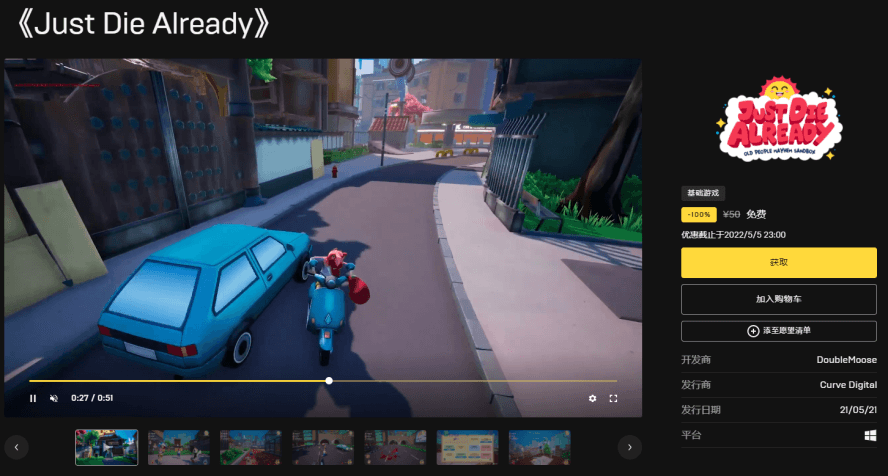 《Just Die Already》
JUST DIE
ALREADY
OLD PEOPLE MAYHEM SANDBOX
基础游戏
-100% ¥50 免费
优惠截止于2022/5/5 23:00
获取
加入购物车
添至愿望清单
开发商 DoubleMoose
发行商 Curve Digital
发行日期 21/05/21
平台
0:27 / 0:51